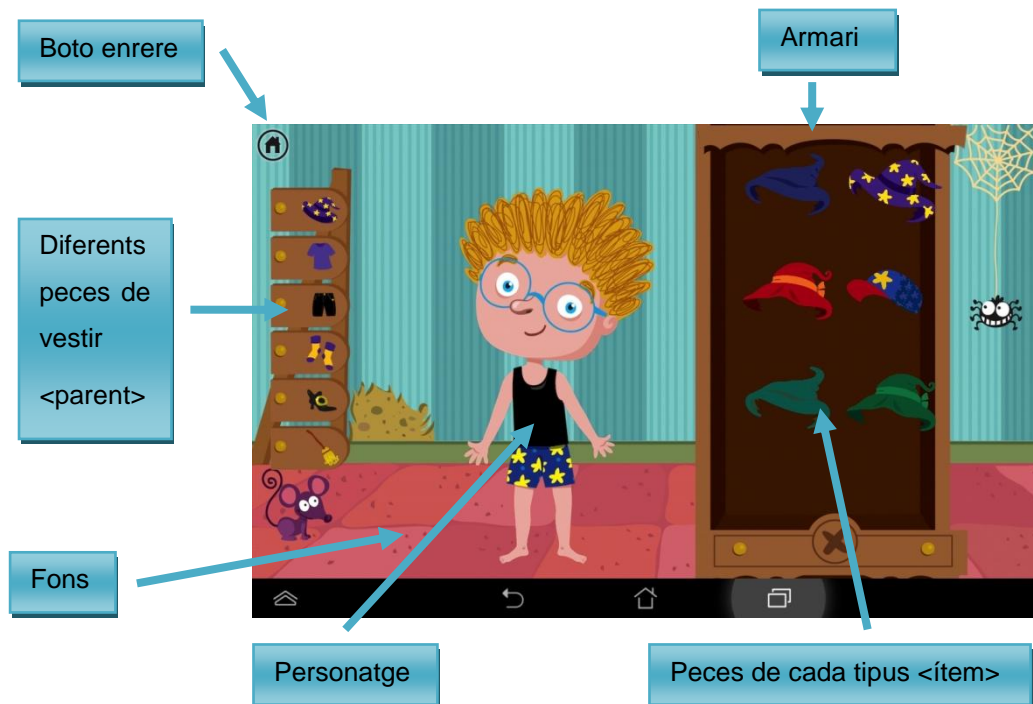 Boto enrere
Armari
Diferents
peces de
vestir
<parent>
Fons
Personatge
Peces de cada tipus <ítem>